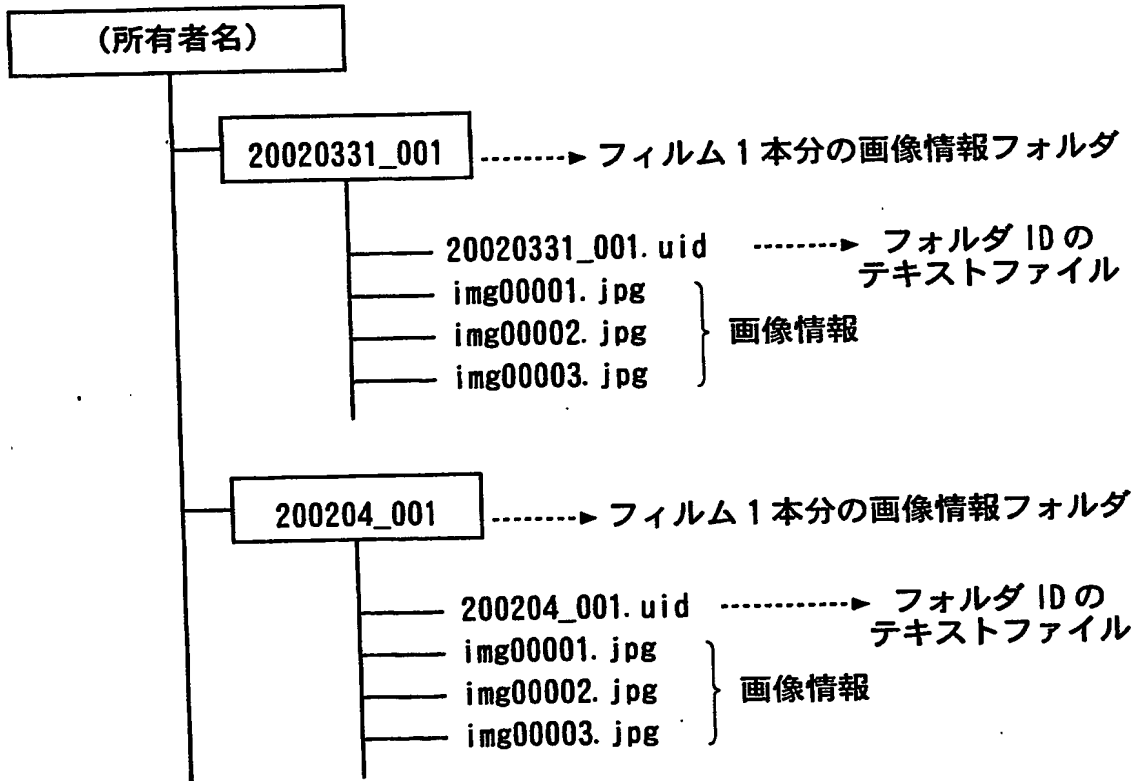 (所有者名)
20020331_001 フィルム1本分の画像情報フォルダ
20020331_001.uid フォルダIDの
テキストファイル
img00001.jpg
img00002.jpg 画像情報
img00003.jpg
200204_001 フィルム1本分の画像情報フォルダ
200204_001.uid フォルダIDの
テキストファイル
img00001.jpg
img00002.jpg 画像情報
img00003.jpg